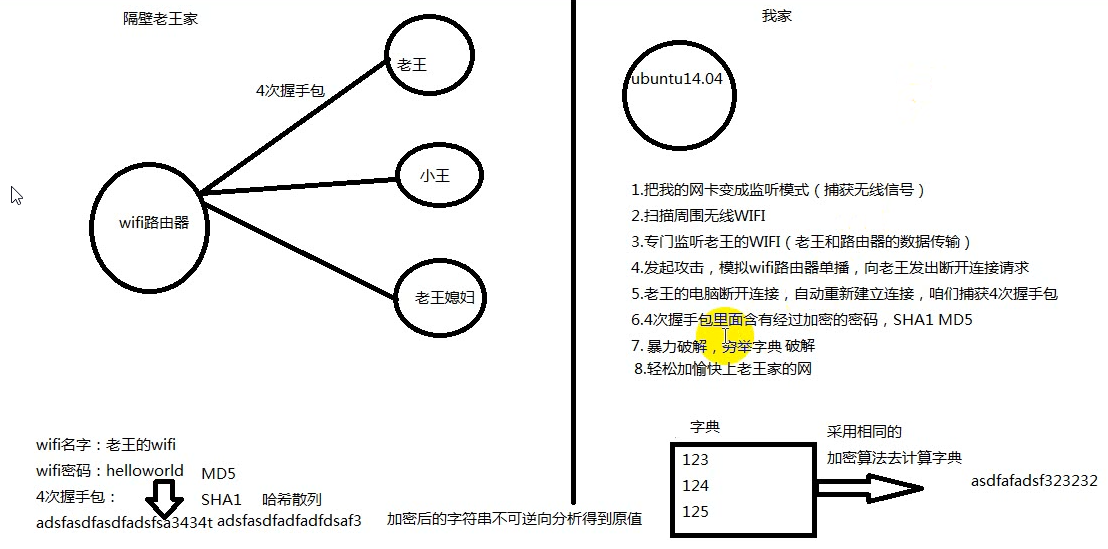 隔壁老王家
老王
4次握手包
小王
wifi路由器
老王媳妇
wifi名字：老王的wifi
wifi密码：helloworld
MD5
4次握手包：
SHA1 哈希散列
adsfasdfasdfadsfsa3434t adsfasdfadfadfdsaf3
加密后的字符串不可逆向分析得到原值
我家
ubuntu14.04
1.把我的网卡变成监听模式（捕获无线信号）
2.扫描周围无线WIFI
3.专门监听老王的WIFI（老王和路由器的数据传输）
4.发起攻击，模拟wifi路由器单播，向老王发出断开连接请求
5.老王的电脑断开连接，自动重新建立连接，咱们捕获4次握手包
6.4次握手包里面含有经过加密的密码，SHA1 MD5
7. 暴力破解，穷举字典 破解
8.轻松加愉快上老王家的网
字典
123
124
125
采用相同的
加密算法去计算字典
asdfafadsf323232